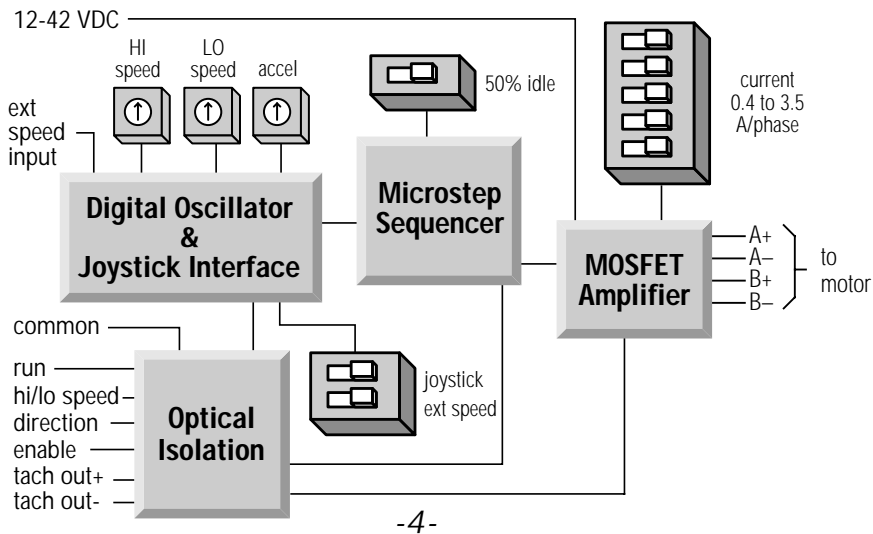 12-42 VDC
HI
speed
LO
speed
accel
50% idle
current
0.4 to 3.5
A/phase
ext
speed
input
Digital Oscillator
&
Joystick Interface
Microstep
Sequencer
MOSFET
Amplifier
A+
A–
B+
B–
to
motor
common
run
hi/lo speed
direction
enable
tach out+
tach out-
Optical
Isolation
joystick
ext speed
-4-